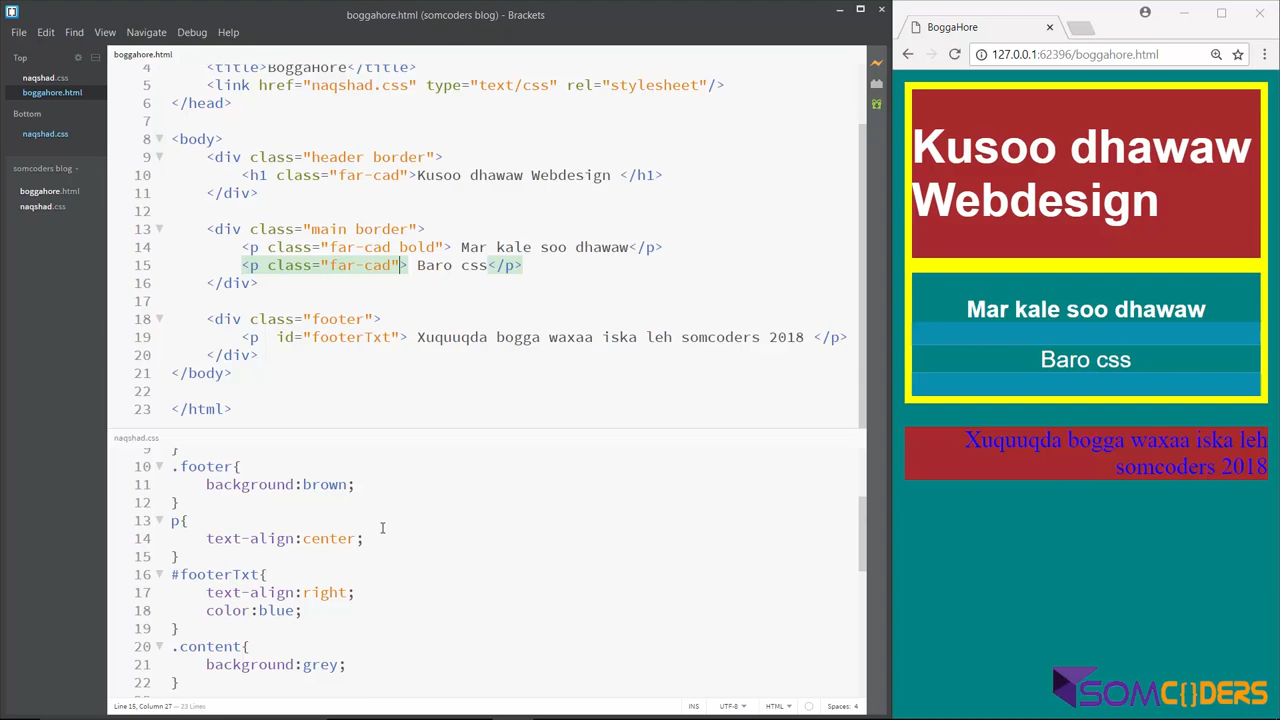 boggahore.html (somcoders blog) - Brackets
File Edit Find View Navigate Debug Help
Top
naqshad.css
boggahore.html
Bottom
naqshad.css
somcoders blog
boggahore.html
naqshad.css
boggahore.html
4 <title>BoggaHore</title>
5 <link href="naqshad.css" type="text/css" rel="stylesheet"/>
6 </head>
7
8 <body>
9 <div class="header border">
10 <h1 class="far-cad">Kusoo dhawaw Webdesign </h1>
11 </div>
12
13 <div class="main border">
14 <p class="far-cad bold"> Mar kale soo dhawaw</p>
15 <p class="far-cad"> Baro css</p>
16 </div>
17
18 <div class="footer">
19 <p id="footerTxt"> Xuquuqda bogga waxaa iska leh somcoders 2018 </p>
20 </div>
21 </body>
22
23 </html>
naqshad.css
9 }
10 .footer{
11 background:brown;
12 }
13 p{
14 text-align:center;
15 }
16 #footerTxt{
17 text-align:right;
18 color:blue;
19 }
20 .content{
21 background:grey;
22 }
Line 15, Column 27 — 23 Lines
INS UTF-8 HTML Spaces: 4
BoggaHore
127.0.0.1:62396/boggahore.html
Kusoo dhawaw
Webdesign
Mar kale soo dhawaw
Baro css
Xuquuqda bogga waxaa iska leh
somcoders 2018
SOMC{}DERS